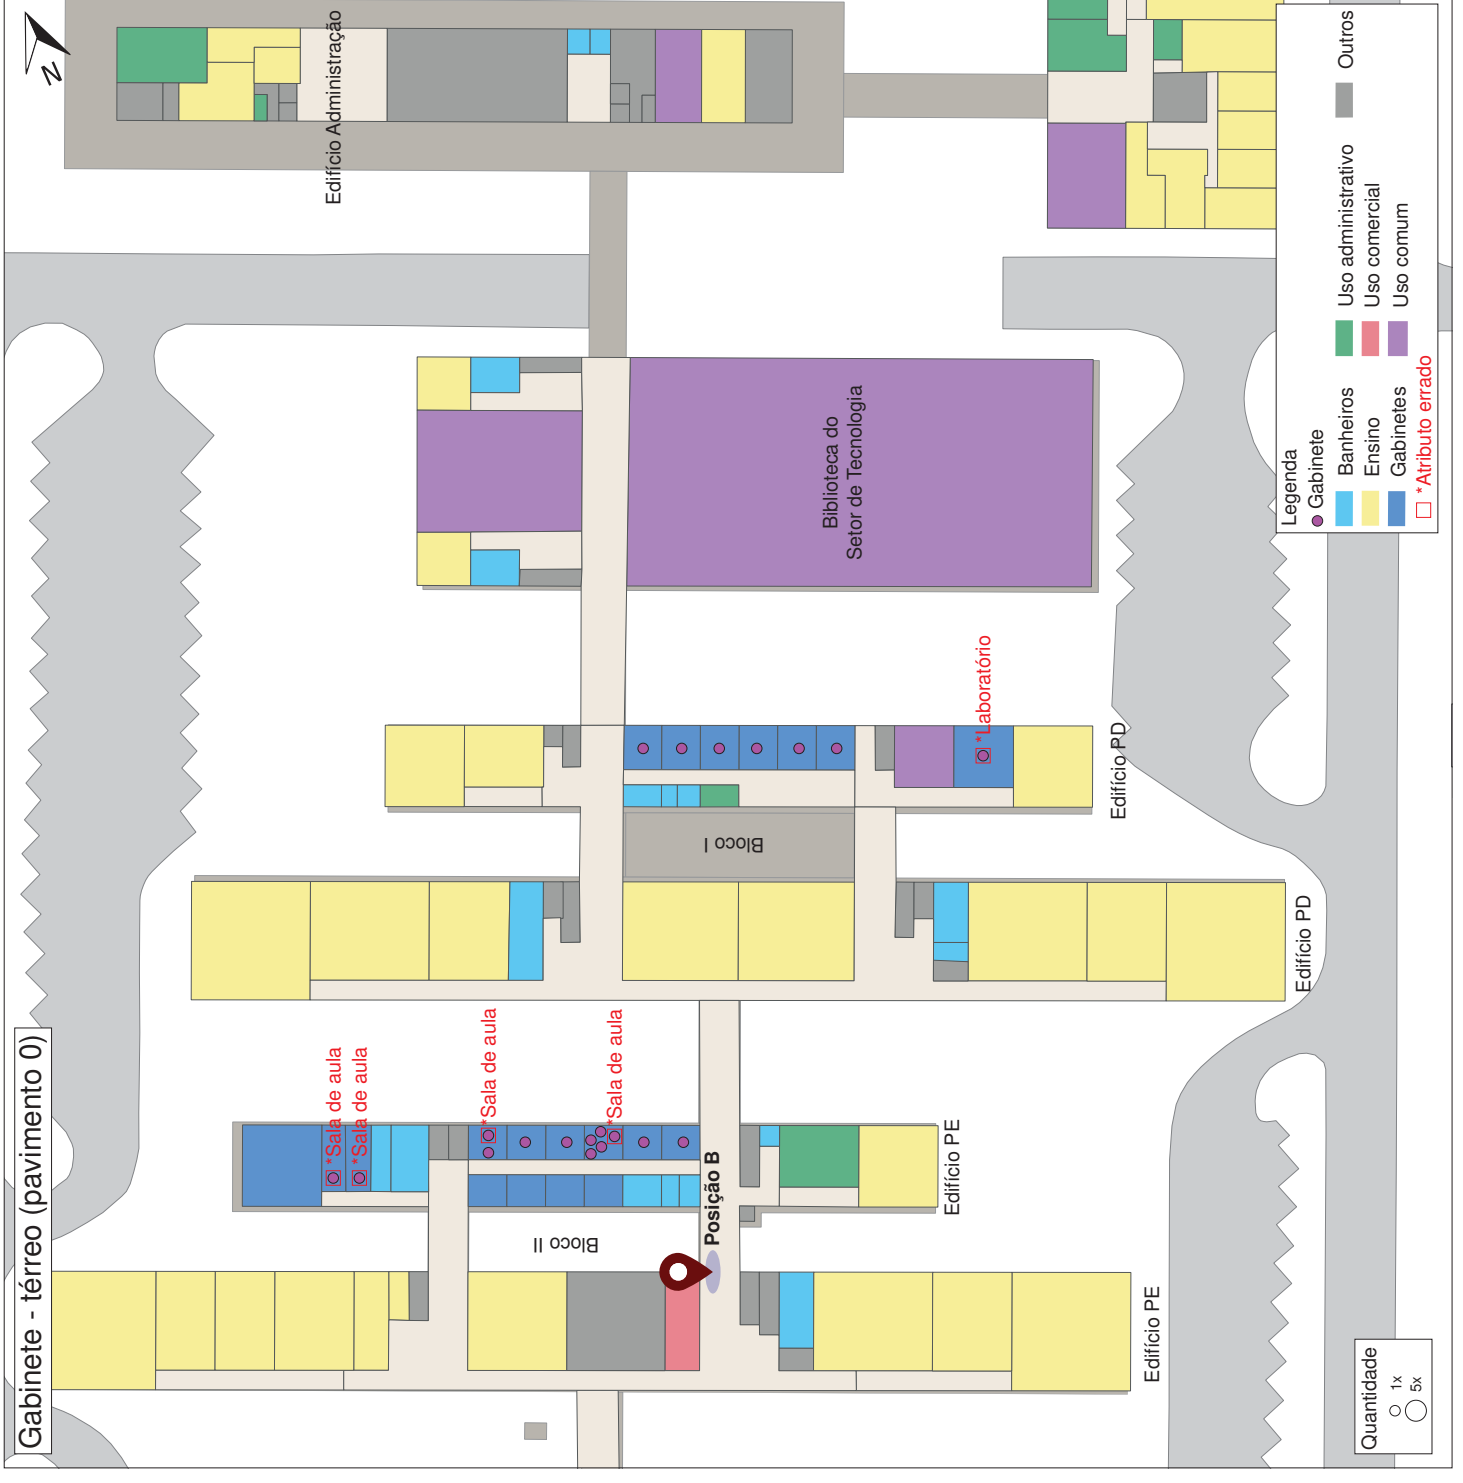 Gabinete - térreo (pavimento 0)
N
Edifício Administração
Biblioteca do
Setor de Tecnologia
*Laboratório
Edifício PD
Bloco I
Edifício PD
*Sala de aula
*Sala de aula
*Sala de aula
*Sala de aula
Posição B
Bloco II
Edifício PE
Edifício PE
Legenda
Gabinete
Banheiros
Ensino
Gabinetes
*Atributo errado
Uso administrativo
Uso comercial
Uso comum
Outros
Quantidade
1x
5x